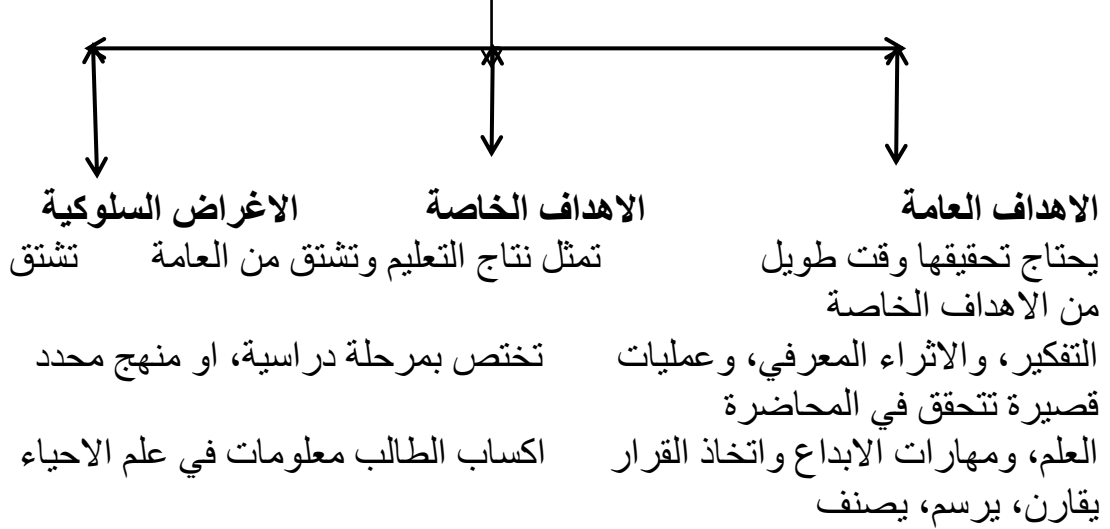 الاهداف العامة الاهداف الخاصة الاغراض السلوكية
يحتاج تحقيقها وقت طويل تمثل نتاج التعليم وتشتق من العامة تشتق
من الاهداف الخاصة
التفكير، والاثراء المعرفي، وعمليات تختص بمرحلة دراسية، او منهج محدد
قصيرة تتحقق في المحاضرة
العلم، ومهارات الابداع واتخاذ القرار اكساب الطالب معلومات في علم الاحياء
يقارن، يرسم، يصنف